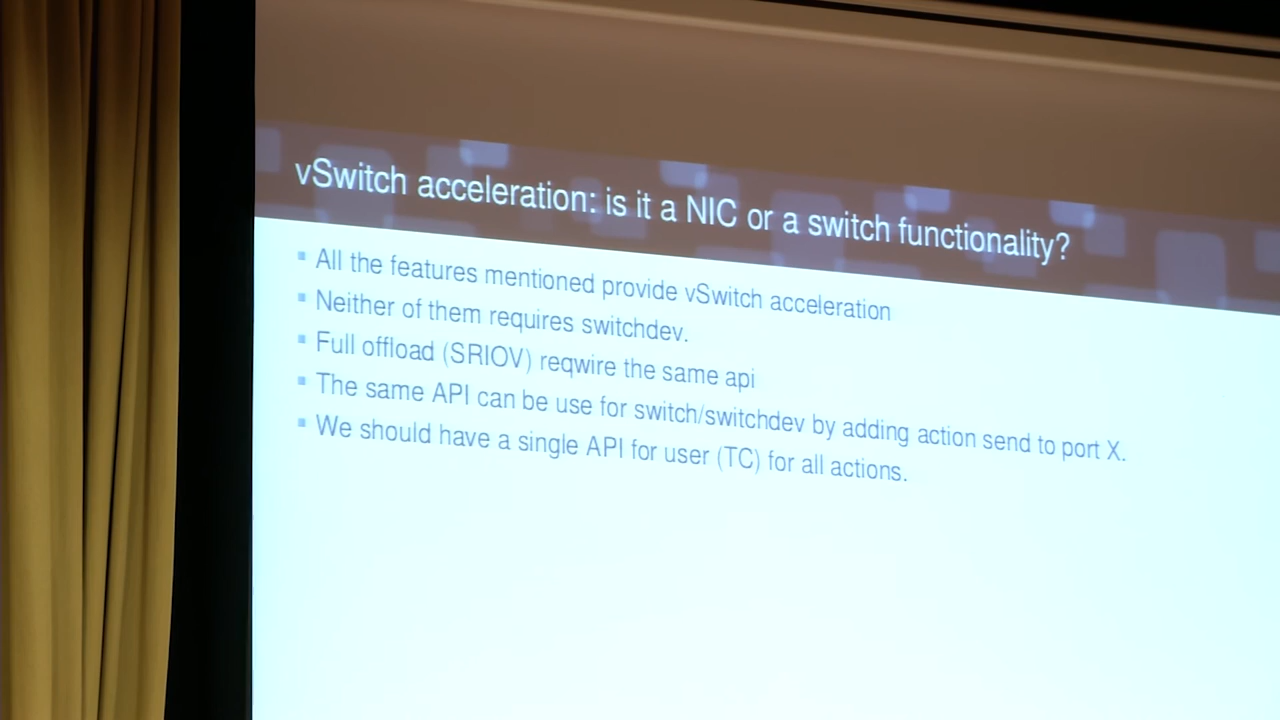 vSwitch acceleration: is it a NIC or a switch functionality?
All the features mentioned provide vSwitch acceleration
Neither of them requires switchdev.
Full offload (SRIOV) reqwire the same api
The same API can be use for switch/switchdev by adding action send to port X.
We should have a single API for user (TC) for all actions.